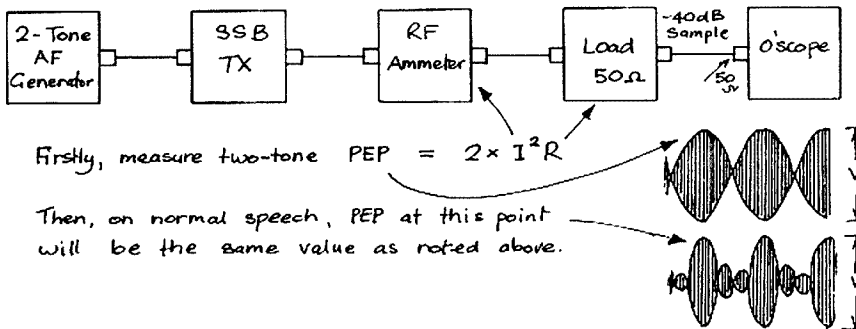 2-Tone
AF
Generator
SSB
TX
RF
Ammeter
Load
50Ω
-40dB
Sample
50
Ω
O'scope
Firstly, measure two-tone PEP = 2 × I²R
Then, on normal speech, PEP at this point
will be the same value as noted above.